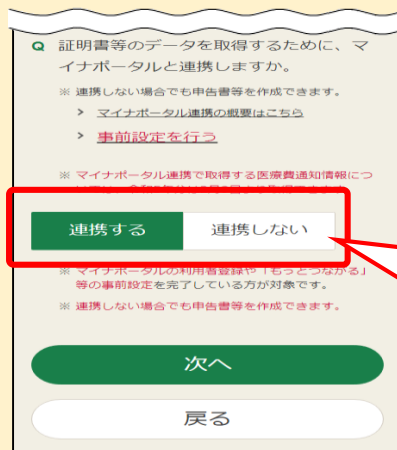 Q 証明書等のデータを取得するために、マ
イナポータルと連携しますか。
※ 連携しない場合でも申告書等を作成できます。
> マイナポータル連携の概要はこちら
> 事前設定を行う
※ マイナポータル連携で取得する医療費通知情報につ
連携する 連携しない
※ マイナポータルの利用者登録や「もっとつながる」
等の事前設定を完了している方が対象です。
※ 連携しない場合でも申告書等を作成できます。
次へ
戻る